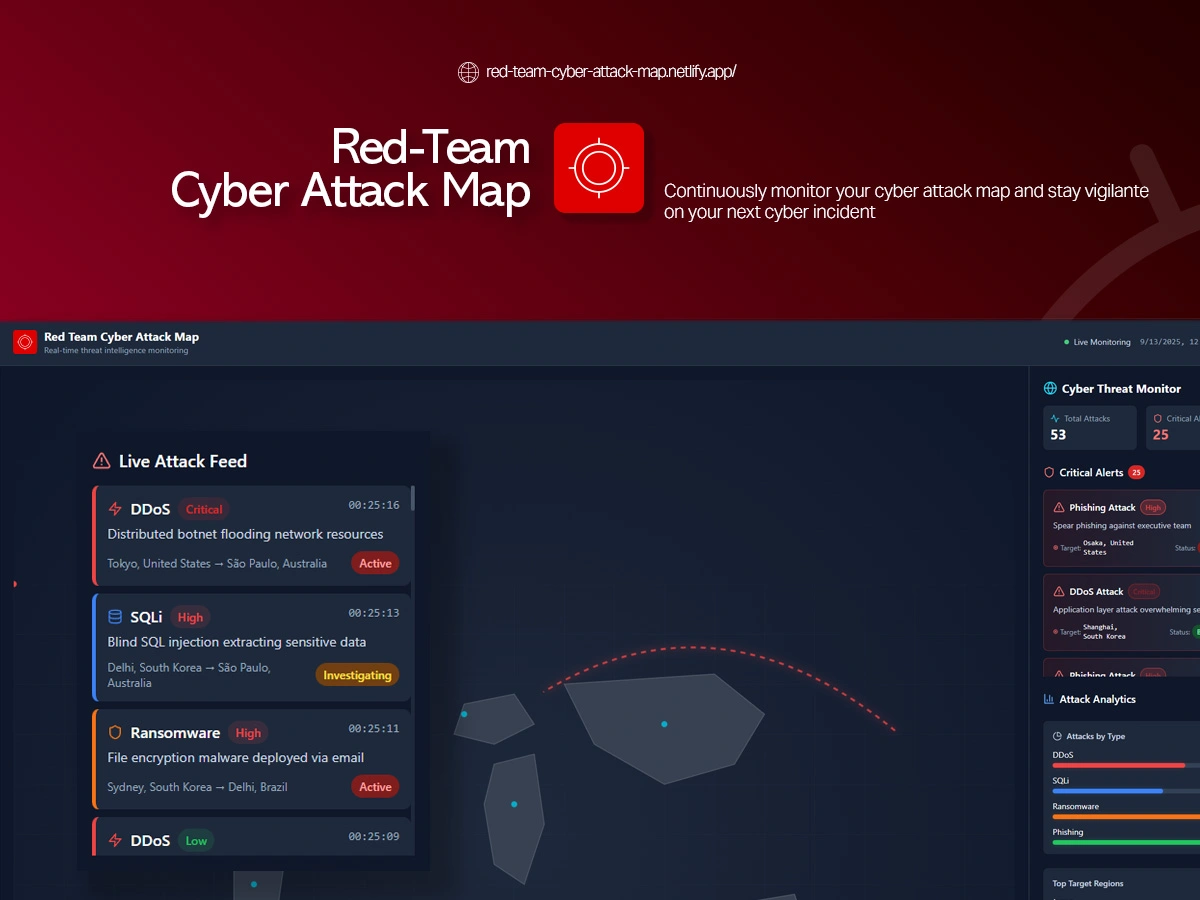 red-team-cyber-attack-map.netlify.app/
Red-Team
Cyber Attack Map
Continuously monitor your cyber attack map and stay vigilante
on your next cyber incident
Red Team Cyber Attack Map
Real-time threat intelligence monitoring
Live Monitoring 9/13/2025, 12
Live Attack Feed
DDoS Critical 00:25:16
Distributed botnet flooding network resources
Tokyo, United States → São Paulo, Australia Active
SQLi High 00:25:13
Blind SQL injection extracting sensitive data
Delhi, South Korea → São Paulo,
Australia
Investigating
Ransomware High 00:25:11
File encryption malware deployed via email
Sydney, South Korea → Delhi, Brazil Active
DDoS Low 00:25:09
Cyber Threat Monitor
Total Attacks
53
Critical Al
25
Critical Alerts 25
Phishing Attack High
Spear phishing against executive team
Target: Osaka, United
States
Status:
DDoS Attack Critical
Application layer attack overwhelming se
Target: Shanghai,
South Korea
Status:
Phishing Attack High
Attack Analytics
Attacks by Type
DDoS
SQLi
Ransomware
Phishing
Top Target Regions